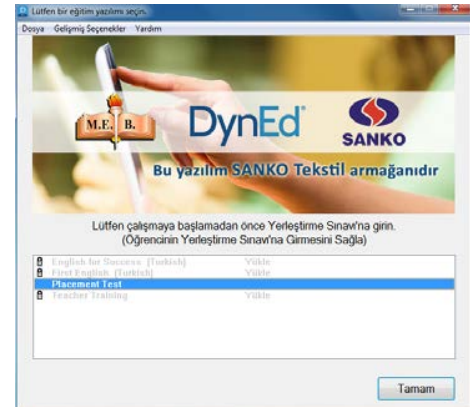 Lütfen bir eğitim yazılımı seçin.
Dosya Gelişmiş Seçenekler Yardım
M.E. B.
DynEd
SANKO
Bu yazılım SANKO Tekstil armağanıdır
Lütfen çalışmaya başlamadan önce Yerleştirme Sınavı'na girin.
(Öğrencinin Yerleştirme Sınavı'na Girmesini Sağla)
English for Success (Turkish) Yükle
First English (Turkish) Yükle
Placement Test
Teacher Training Yükle
Tamam